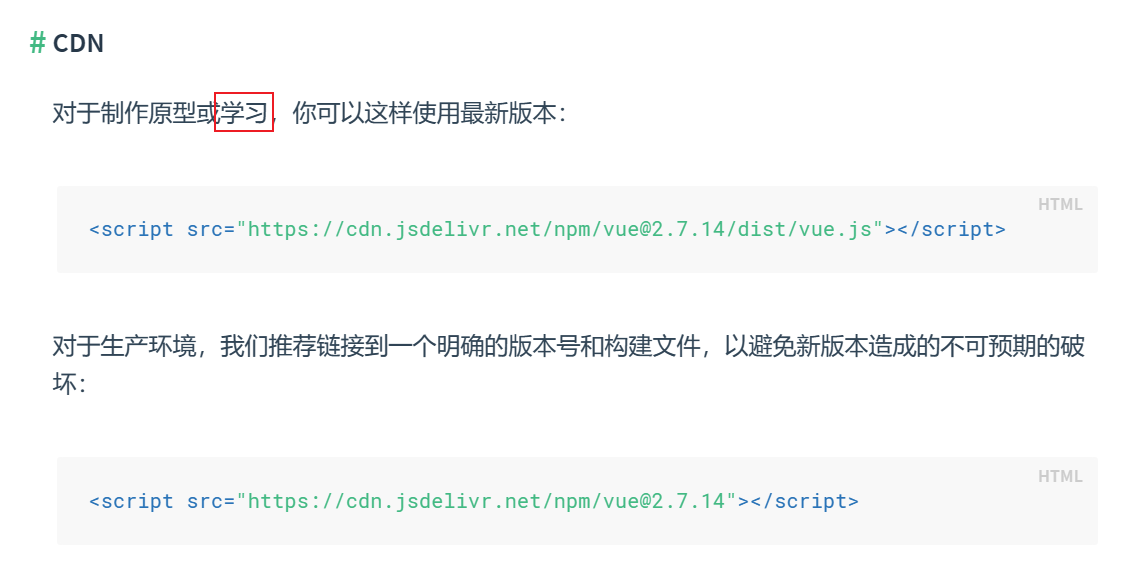 # CDN
对于制作原型或学习，你可以这样使用最新版本：
HTML
<script src="https://cdn.jsdelivr.net/npm/vue@2.7.14/dist/vue.js"></script>
对于生产环境，我们推荐链接到一个明确的版本号和构建文件，以避免新版本造成的不可预期的破
坏：
HTML
<script src="https://cdn.jsdelivr.net/npm/vue@2.7.14"></script>